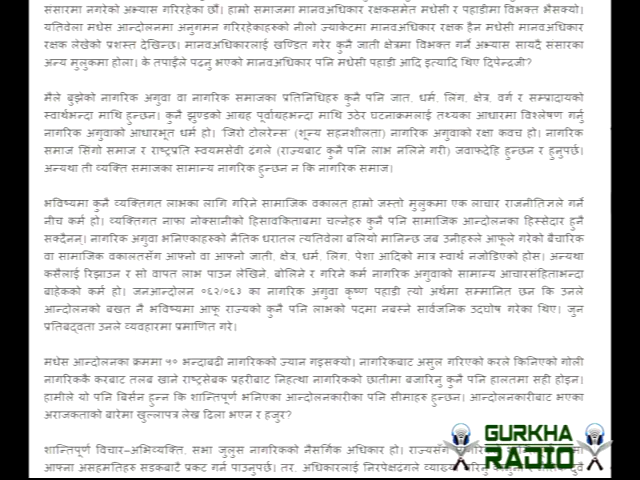 संसारमा नगरेको अभ्यास गरिरहेका छौं। हाम्रो समाजमा मानवअधिकार रक्षकसमेत मधेसी र पहाडीमा विभक्त भैसक्यो।
यतिवेला मधेस आन्दोलनमा अनुगमन गरिरहेकाहरुको नीलो ज्याकेटमा मानवअधिकार रक्षक हैन मधेसी मानवअधिकार
रक्षक लेखेको प्रशस्त देखिन्छ। मानवअधिकारलाई खण्डित गरेर कुनै जाती क्षेत्रमा विभक्त गर्ने अभ्यास सायदै संसारका
अन्य मुलुकमा होला। के तपाईंले पढनु भएको मानवअधिकार पनि मधेसी पहाडी आदि इत्यादि थिए दिपेन्द्रजी?
मैले बुझेको नागरिक अगुवा वा नागरिक समाजका प्रतिनिधिहरु कुनै पनि जात, धर्म, लिंग, क्षेत्र, वर्ग र सम्प्रादायको
स्वार्थभन्दा माथि हुन्छन। कुनै झुण्डको आग्रह पूर्वाग्रहभन्दा माथि उठेर घटनाक्रमलाई तथ्यका आधारमा विश्लेषण गर्नु
नागरिक अगुवाको आधारभूत धर्म हो। 'जिरो टोलरेन्स' (शून्य सहनशीलता) नागरिक अगुवाको रक्षा कवच हो। नागरिक
समाज सिंगो समाज र राष्ट्रप्रति स्वयमसेवी ढंगले (राज्यबाट कुनै पनि लाभ नलिने गरी) जवाफदेहि हुन्छन र हुनुपर्छ।
अन्यथा ती व्यक्ति समाजका सामान्य नागरिक हुन्छन न कि नागरिक समाज।
भविष्यमा कुनै व्यक्तिगत लाभका लागि गरिने सामाजिक वकालत हाम्रो जस्तो मुलुकमा एक लाचार राजनीतिज्ञले गर्ने
नीच कर्म हो। व्यक्तिगत नाफा नोक्सानीको हिसावकिताबमा चल्नेहरु कुनै पनि सामाजिक आन्दोलनका हिस्सेदार हुनै
सक्दैनन्। नागरिक अगुवा भनिएकाहरुको नैतिक धरातल त्यतिवेला बलियो मानिन्छ जब उनीहरुले आफूले गरेको बैचारिक
वा सामाजिक वकालतसँग आफ्नो वा आफ्नो जाती, क्षेत्र, धर्म, लिंग, पेशा आदिको मात्र स्वार्थ नजोडिएको होस। अन्यथा
कसैलाई रिझाउन र सो वापत लाभ पाउन लेखिने, बोलिने र गरिने कर्म नागरिक अगुवाको सामान्य आचारसंहिताभन्दा
बाहेकको कर्म हो। जनआन्दोलन ०६२/०६३ का नागरिक अगुवा कृष्ण पहाडी त्यो अर्थमा सम्मानित छन कि उनले
आन्दोलनको बखत नै भविष्यमा आफू राज्यको कुनै पनि लाभको पदमा नबस्ने सार्वजनिक उदघोष गरेका थिए। जुन
प्रतिबद्वता उनले व्यवहारमा प्रमाणित गरे।
मधेस आन्दोलनका क्रममा ५० भन्दाबढी नागरिकको ज्यान गइसक्यो। नागरिकबाट असुल गरिएको करले किनिएको गोली
नागरिककै करबाट तलब खाने राष्ट्रसेबक प्रहरीबाट निहत्था नागरिकको छातीमा बजारिनु कुनै पनि हालतमा सही होइन।
हामीले यो पनि बिर्सन हुन्न कि शान्तिपूर्ण भनिएका आन्दोलनकारीका पनि सीमाहरु हुन्छन। आन्दोलनकारीबाट भएका
अराजकताको बारेमा खुल्लापत्र लेख ढिला भएन र हजुर?
शान्तिपूर्ण विचार–अभिव्यक्ति, सभा जुलुस नागरिकको नैसर्गिक अधिकार हो। राज्यसंग
आफ्ना असहमतिहरु सडकबाटै प्रकट गर्न पाउनुपर्छ। तर, अधिकारलाई निरपेक्षढंगले
GURKHA
RADIO